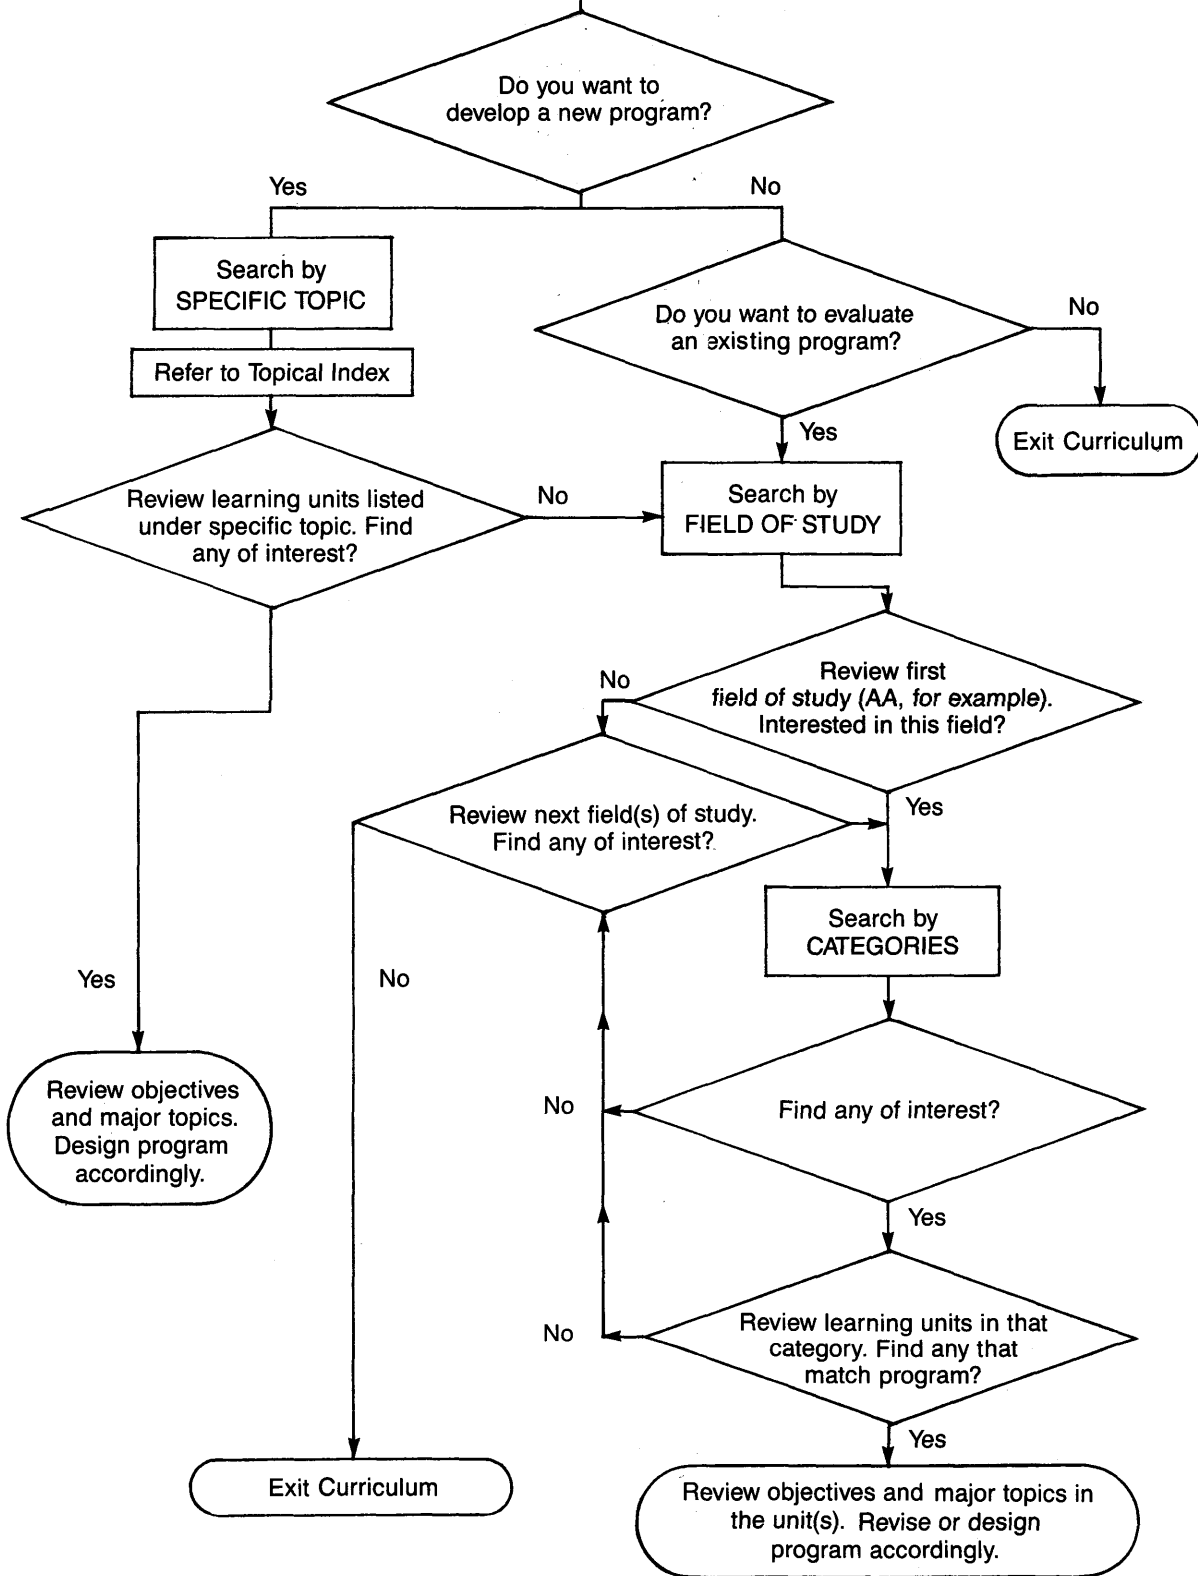 Do you want to
develop a new program?
Yes
No
Search by
SPECIFIC TOPIC
Do you want to evaluate
an existing program?
No
Refer to Topical Index
Exit Curriculum
Yes
Review learning units listed
under specific topic. Find
any of interest?
No
Search by
FIELD OF STUDY
Review first
field of study (AA, for example).
Interested in this field?
No
Yes
Review next field(s) of study.
Find any of interest?
Search by
CATEGORIES
Yes
No
Review objectives
and major topics.
Design program
accordingly.
No
Find any of interest?
Yes
No
Review learning units in that
category. Find any that
match program?
Yes
Exit Curriculum
Review objectives and major topics in
the unit(s). Revise or design
program accordingly.